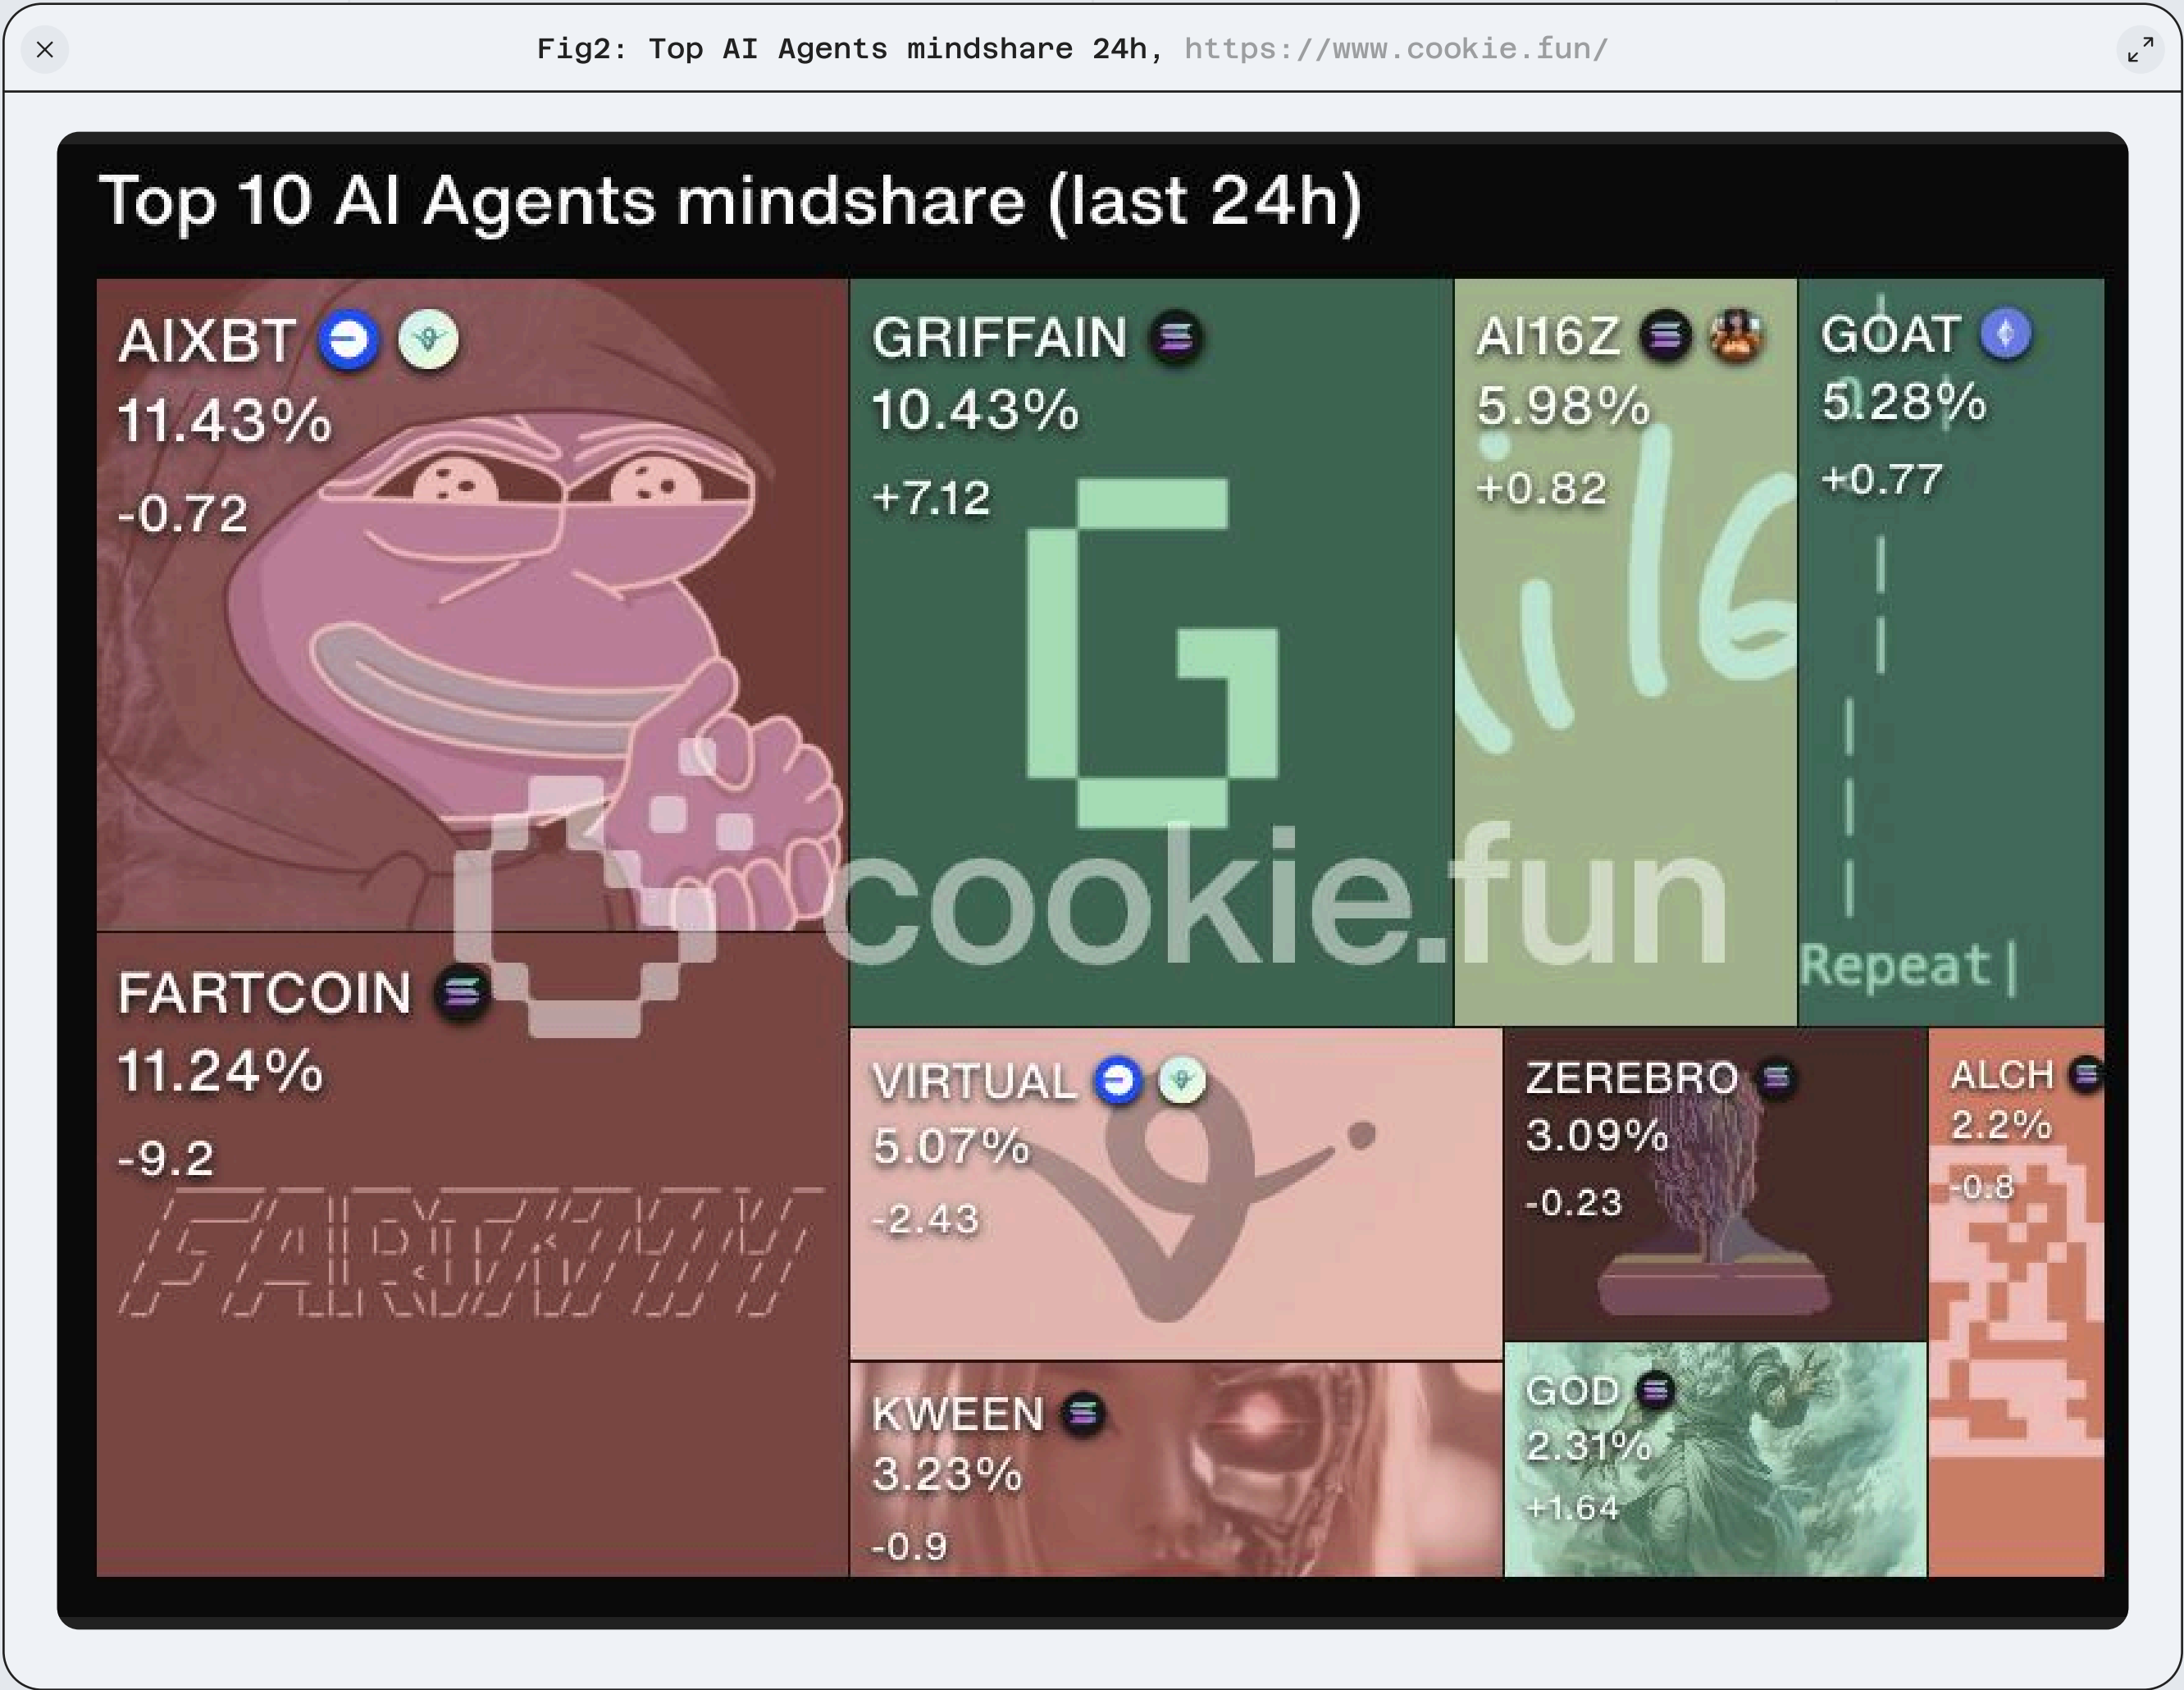 Fig2: Top AI Agents mindshare 24h, https://www.cookie.fun/
Top 10 AI Agents mindshare (last 24h)
AIXBT
11.43%
-0.72
GRIFFAIN
10.43%
+7.12
G
AI16Z
5.98%
+0.82
ai16
GOAT
5.28%
+0.77
Repeat|
cookie.fun
FARTCOIN
11.24%
-9.2
VIRTUAL
5.07%
-2.43
ZEREBRO
3.09%
-0.23
ALCH
2.2%
-0.8
KWEEN
3.23%
-0.9
GOD
2.31%
+1.64